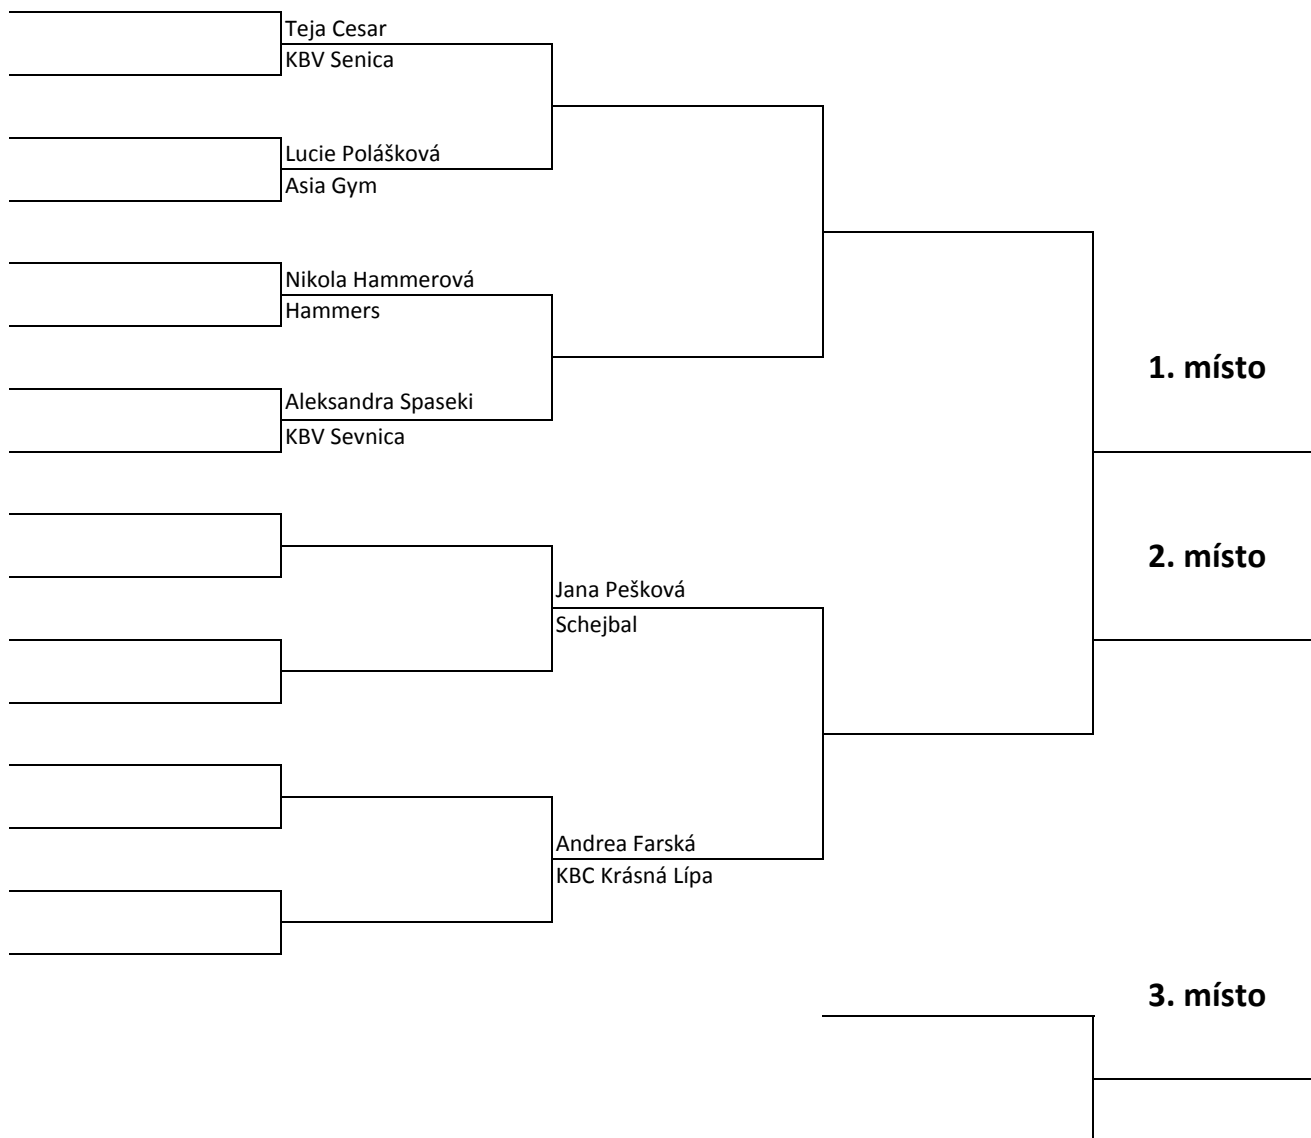 Teja Cesar
KBV Senica
Lucie Polášková
Asia Gym
Nikola Hammerová
Hammers
1. místo
Aleksandra Spaseki
KBV Sevnica
2. místo
Jana Pešková
Schejbal
Andrea Farská
KBC Krásná Lípa
3. místo